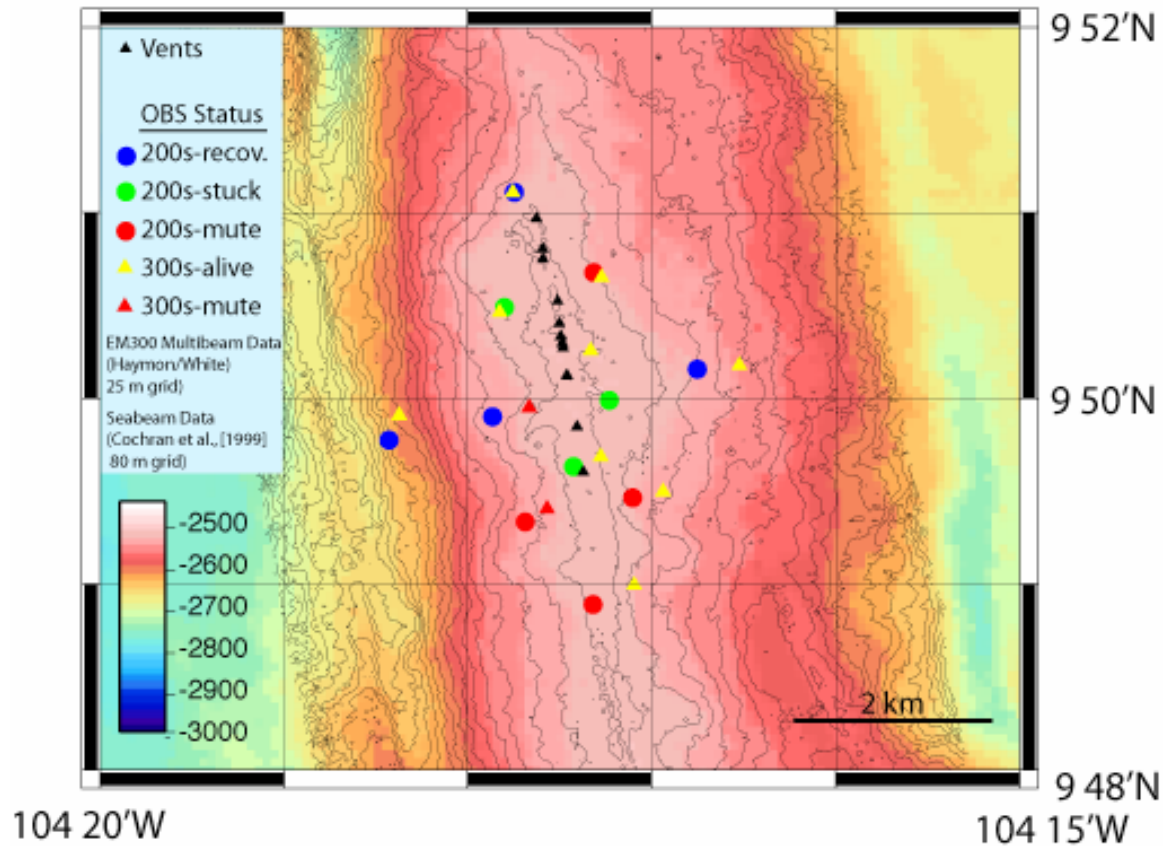 9 52'N
Vents
OBS Status
200s-recov.
200s-stuck
200s-mute
300s-alive
300s-mute
EM300 Multibeam Data
(Haymon/White)
25 m grid)
Seabeam Data
(Cochran et al., [1999]
80 m grid)
9 50'N
-2500
-2600
-2700
-2800
-2900
-3000
2 km
9 48'N
104 20'W
104 15'W